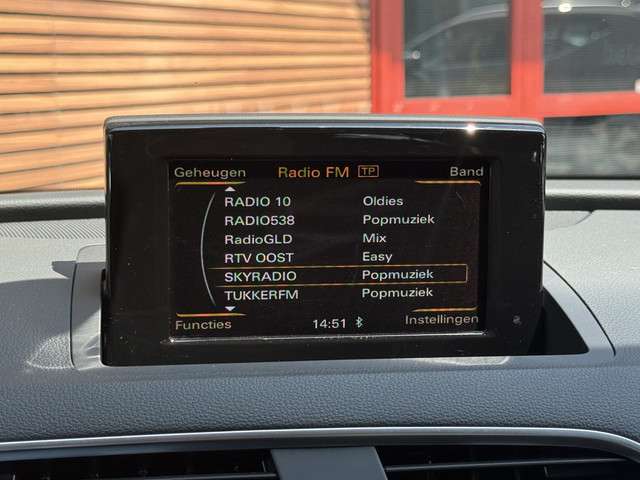 Geheugen Radio FM TP Band
RADIO 10 Oldies
RADIO538 Popmuziek
RadioGLD Mix
RTV OOST Easy
SKYRADIO Popmuziek
TUKKERFM Popmuziek
Functies 14:51 Instellingen